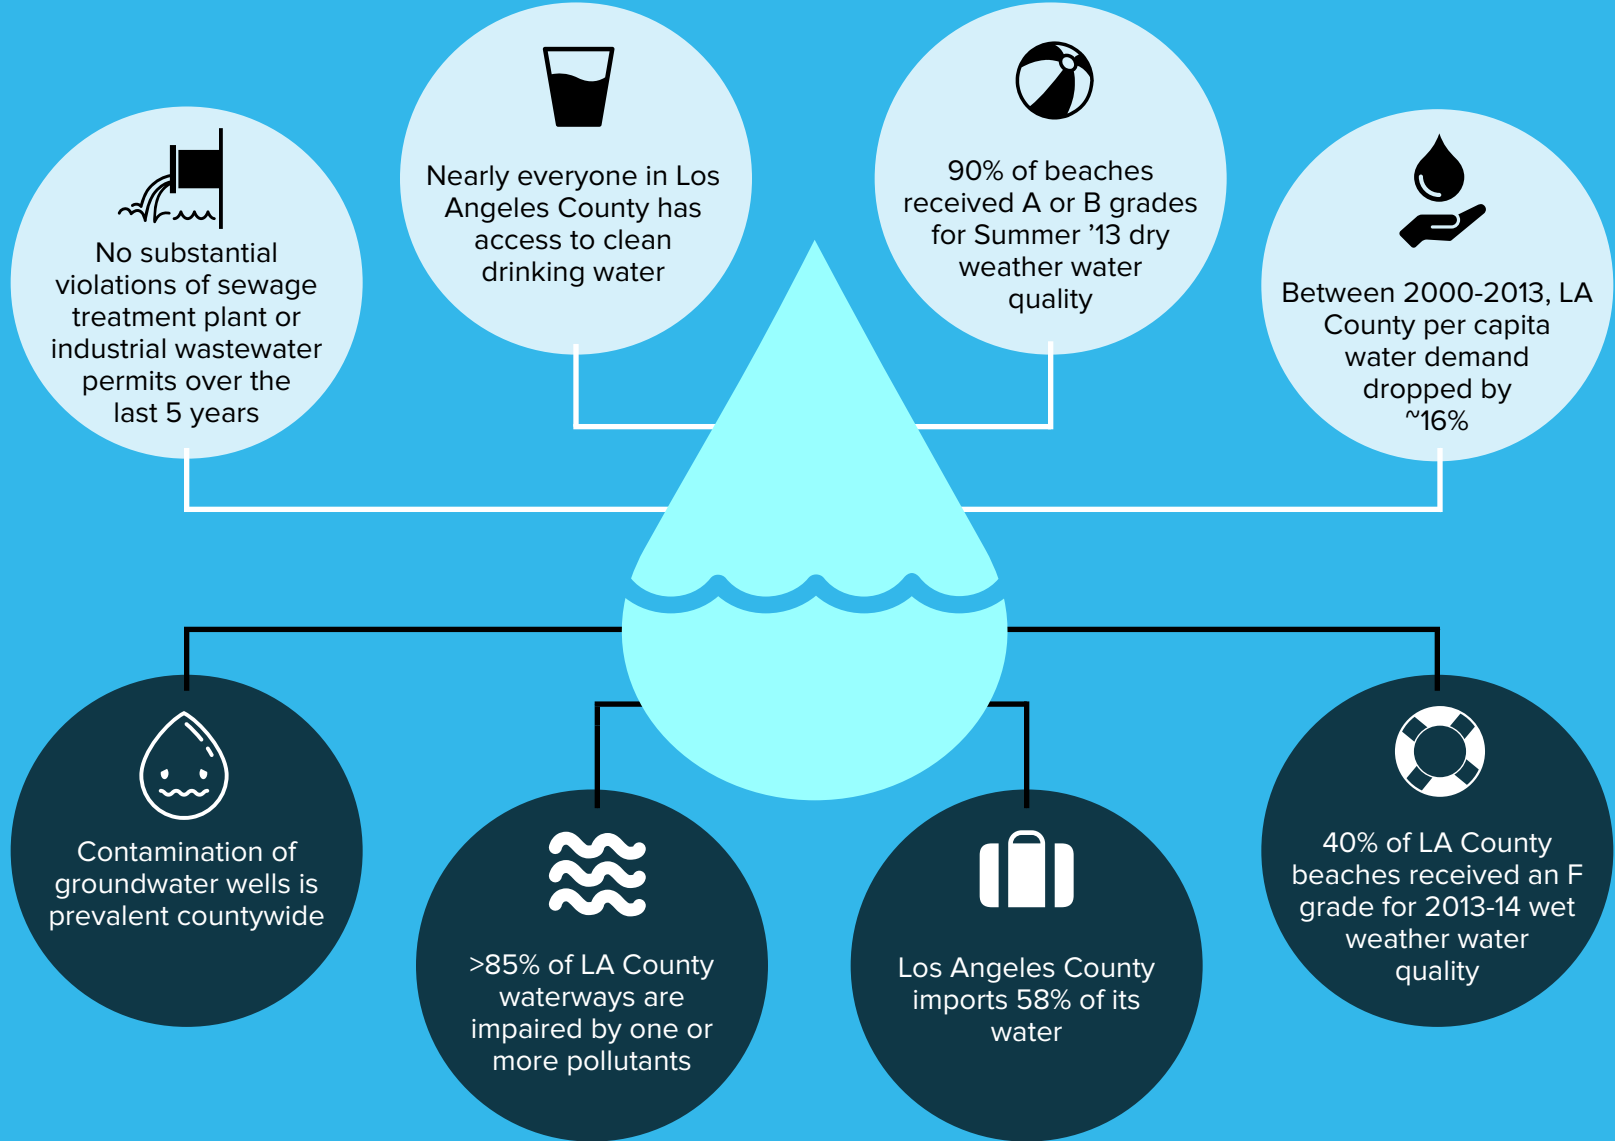 No substantial
violations of sewage
treatment plant or
industrial wastewater
permits over the
last 5 years
Nearly everyone in Los
Angeles County has
access to clean
drinking water
90% of beaches
received A or B grades
for Summer ’13 dry
weather water
quality
Between 2000-2013, LA
County per capita
water demand
dropped by
~16%
Contamination of
groundwater wells is
prevalent countywide
>85% of LA County
waterways are
impaired by one or
more pollutants
Los Angeles County
imports 58% of its
water
40% of LA County
beaches received an F
grade for 2013-14 wet
weather water
quality